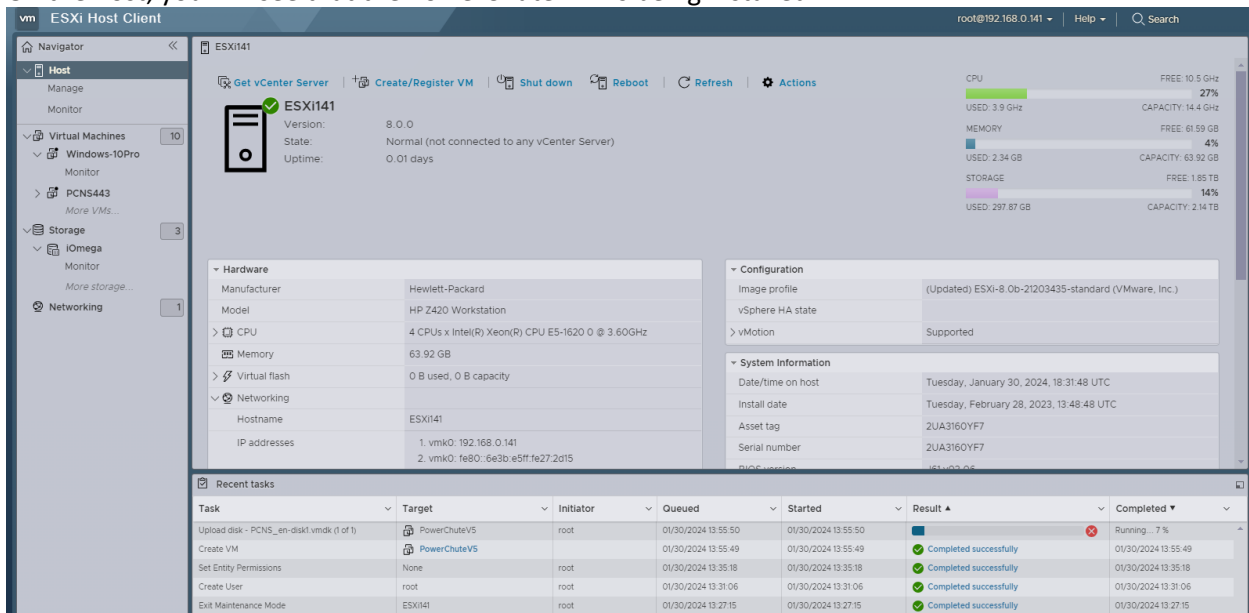 vm ESXi Host Client
root@192.168.0.141 Help Search
Navigator
Host
Manage
Monitor
Virtual Machines 10
Windows-10Pro
Monitor
PCNS443
More VMs...
Storage 3
iOmega
Monitor
More storage...
Networking 1
ESXi141
Get vCenter Server Create/Register VM Shut down Reboot Refresh Actions
ESXi141
Version: 8.0.0
State: Normal (not connected to any vCenter Server)
Uptime: 0.01 days
CPU FREE: 10.5 GHz
27%
USED: 3.9 GHz CAPACITY: 14.4 GHz
MEMORY FREE: 61.59 GB
4%
USED: 2.34 GB CAPACITY: 63.92 GB
STORAGE FREE: 1.85 TB
14%
USED: 297.87 GB CAPACITY: 2.14 TB
Hardware
Manufacturer Hewlett-Packard
Model HP Z420 Workstation
CPU 4 CPUs x Intel(R) Xeon(R) CPU E5-1620 0 @ 3.60GHz
Memory 63.92 GB
Virtual flash 0 B used, 0 B capacity
Networking
Hostname ESXi141
IP addresses 1. vmk0: 192.168.0.141
2. vmk0: fe80::6e3b:e5ff:fe27:2d15
Configuration
Image profile (Updated) ESXi-8.0b-21203435-standard (VMware, Inc.)
vSphere HA state
vMotion Supported
System Information
Date/time on host Tuesday, January 30, 2024, 18:31:48 UTC
Install date Tuesday, February 28, 2023, 13:48:48 UTC
Asset tag 2UA3160YF7
Serial number 2UA3160YF7
Recent tasks
Task Target Initiator Queued Started Result Completed
Upload disk - PCNS_en-disk1.vmdk (1 of 1) PowerChuteV5 root 01/30/2024 13:55:50 01/30/2024 13:55:50 Running... 7 %
Create VM PowerChuteV5 root 01/30/2024 13:55:49 01/30/2024 13:55:49 Completed successfully 01/30/2024 13:55:49
Set Entity Permissions None root 01/30/2024 13:35:18 01/30/2024 13:35:18 Completed successfully 01/30/2024 13:35:18
Create User root root 01/30/2024 13:31:06 01/30/2024 13:31:06 Completed successfully 01/30/2024 13:31:06
Exit Maintenance Mode ESXi141 root 01/30/2024 13:27:15 01/30/2024 13:27:15 Completed successfully 01/30/2024 13:27:15